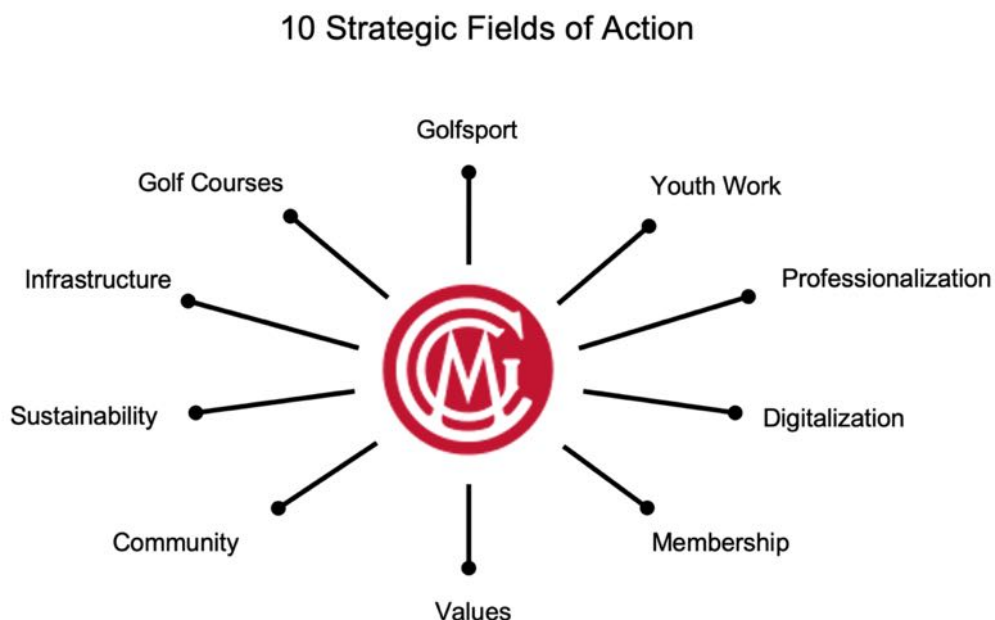 10 Strategic Fields of Action
Golfsport
Golf Courses
Youth Work
Infrastructure
Professionalization
Sustainability
Digitalization
Community
Membership
Values